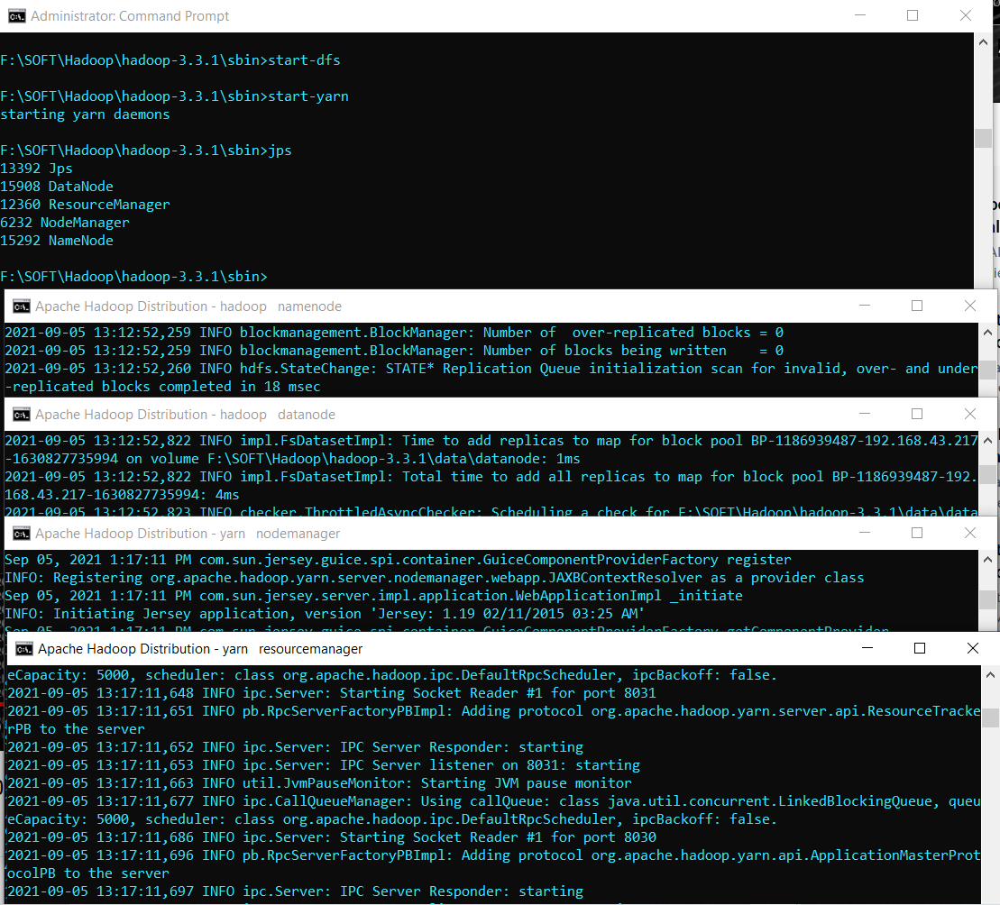 Administrator: Command Prompt
F:\SOFT\Hadoop\hadoop-3.3.1\sbin>start-dfs
F:\SOFT\Hadoop\hadoop-3.3.1\sbin>start-yarn
starting yarn daemons
F:\SOFT\Hadoop\hadoop-3.3.1\sbin>jps
13392 Jps
15908 DataNode
12360 ResourceManager
6232 NodeManager
15292 NameNode
F:\SOFT\Hadoop\hadoop-3.3.1\sbin>
Apache Hadoop Distribution - hadoop   namenode
2021-09-05 13:12:52,259 INFO blockmanagement.BlockManager: Number of  over-replicated blocks = 0
2021-09-05 13:12:52,259 INFO blockmanagement.BlockManager: Number of blocks being written    = 0
2021-09-05 13:12:52,260 INFO hdfs.StateChange: STATE* Replication Queue initialization scan for invalid, over- and under
-replicated blocks completed in 18 msec
Apache Hadoop Distribution - hadoop   datanode
2021-09-05 13:12:52,822 INFO impl.FsDatasetImpl: Time to add replicas to map for block pool BP-1186939487-192.168.43.217
-1630827735994 on volume F:\SOFT\Hadoop\hadoop-3.3.1\data\datanode: 1ms
2021-09-05 13:12:52,822 INFO impl.FsDatasetImpl: Total time to add all replicas to map for block pool BP-1186939487-192.
168.43.217-1630827735994: 4ms
2021-09-05 13:12:52,823 INFO checker.ThrottledAsyncChecker: Scheduling a check for F:\SOFT\Hadoop\hadoop-3.3.1\data\data
Apache Hadoop Distribution - yarn   nodemanager
Sep 05, 2021 1:17:11 PM com.sun.jersey.guice.spi.container.GuiceComponentProviderFactory register
INFO: Registering org.apache.hadoop.yarn.server.nodemanager.webapp.JAXBContextResolver as a provider class
Sep 05, 2021 1:17:11 PM com.sun.jersey.server.impl.application.WebApplicationImpl _initiate
INFO: Initiating Jersey application, version 'Jersey: 1.19 02/11/2015 03:25 AM'
Sep 05, 2021 1:17:11 PM com.sun.jersey.guice.spi.container.GuiceComponentProviderFactory getComponentProvider
Apache Hadoop Distribution - yarn   resourcemanager
eCapacity: 5000, scheduler: class org.apache.hadoop.ipc.DefaultRpcScheduler, ipcBackoff: false.
2021-09-05 13:17:11,648 INFO ipc.Server: Starting Socket Reader #1 for port 8031
2021-09-05 13:17:11,651 INFO pb.RpcServerFactoryPBImpl: Adding protocol org.apache.hadoop.yarn.server.api.ResourceTracke
rPB to the server
2021-09-05 13:17:11,652 INFO ipc.Server: IPC Server Responder: starting
2021-09-05 13:17:11,653 INFO ipc.Server: IPC Server listener on 8031: starting
2021-09-05 13:17:11,663 INFO util.JvmPauseMonitor: Starting JVM pause monitor
2021-09-05 13:17:11,677 INFO ipc.CallQueueManager: Using callQueue: class java.util.concurrent.LinkedBlockingQueue, queu
eCapacity: 5000, scheduler: class org.apache.hadoop.ipc.DefaultRpcScheduler, ipcBackoff: false.
2021-09-05 13:17:11,686 INFO ipc.Server: Starting Socket Reader #1 for port 8030
2021-09-05 13:17:11,696 INFO pb.RpcServerFactoryPBImpl: Adding protocol org.apache.hadoop.yarn.api.ApplicationMasterProt
ocolPB to the server
2021-09-05 13:17:11,697 INFO ipc.Server: IPC Server Responder: starting